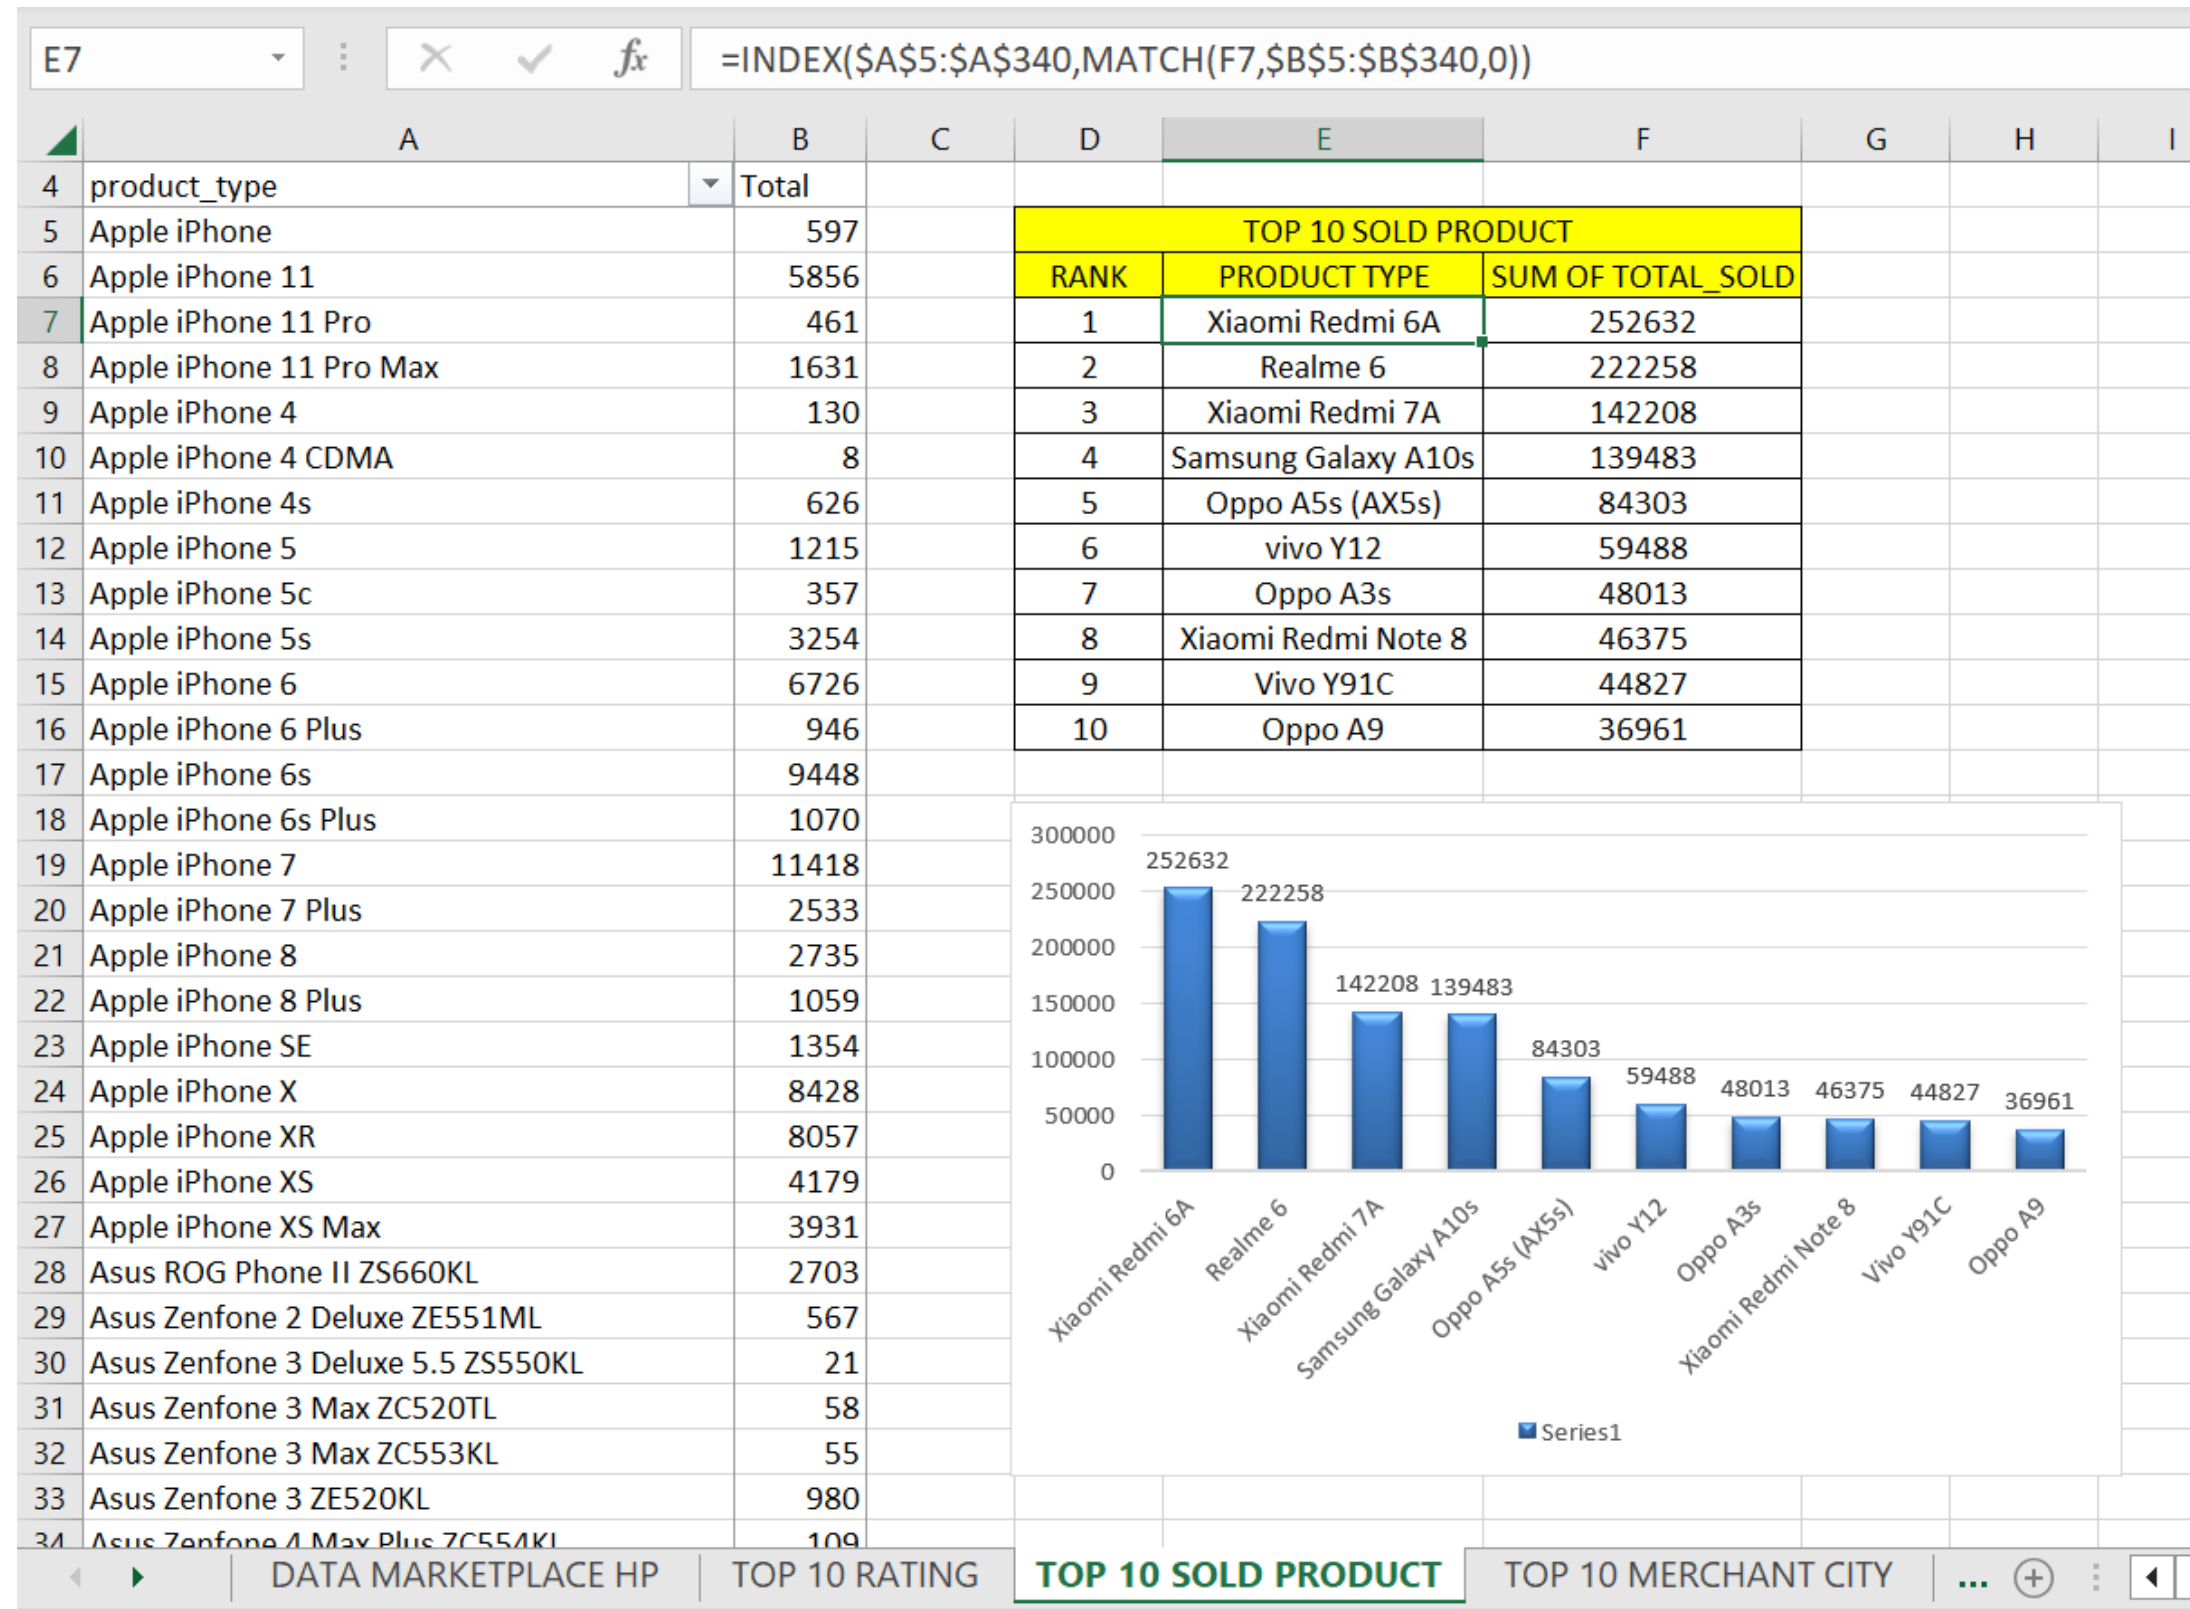 E7 fx =INDEX($A$5:$A$340,MATCH(F7,$B$5:$B$340,0))
A B C D E F G H I
4 product_type Total
5 Apple iPhone 597 TOP 10 SOLD PRODUCT
6 Apple iPhone 11 5856 RANK PRODUCT TYPE SUM OF TOTAL_SOLD
7 Apple iPhone 11 Pro 461 1 Xiaomi Redmi 6A 252632
8 Apple iPhone 11 Pro Max 1631 2 Realme 6 222258
9 Apple iPhone 4 130 3 Xiaomi Redmi 7A 142208
10 Apple iPhone 4 CDMA 8 4 Samsung Galaxy A10s 139483
11 Apple iPhone 4s 626 5 Oppo A5s (AX5s) 84303
12 Apple iPhone 5 1215 6 vivo Y12 59488
13 Apple iPhone 5c 357 7 Oppo A3s 48013
14 Apple iPhone 5s 3254 8 Xiaomi Redmi Note 8 46375
15 Apple iPhone 6 6726 9 Vivo Y91C 44827
16 Apple iPhone 6 Plus 946 10 Oppo A9 36961
17 Apple iPhone 6s 9448
18 Apple iPhone 6s Plus 1070
19 Apple iPhone 7 11418
20 Apple iPhone 7 Plus 2533
21 Apple iPhone 8 2735
22 Apple iPhone 8 Plus 1059
23 Apple iPhone SE 1354
24 Apple iPhone X 8428
25 Apple iPhone XR 8057
26 Apple iPhone XS 4179
27 Apple iPhone XS Max 3931
28 Asus ROG Phone II ZS660KL 2703
29 Asus Zenfone 2 Deluxe ZE551ML 567
30 Asus Zenfone 3 Deluxe 5.5 ZS550KL 21
31 Asus Zenfone 3 Max ZC520TL 58
32 Asus Zenfone 3 Max ZC553KL 55
33 Asus Zenfone 3 ZE520KL 980
34 Asus Zenfone 4 Max Plus ZC554KL 109
300000
250000
200000
150000
100000
50000
0
252632
222258
142208
139483
84303
59488
48013
46375
44827
36961
Xiaomi Redmi 6A
Realme 6
Xiaomi Redmi 7A
Samsung Galaxy A10s
Oppo A5s (AX5s)
vivo Y12
Oppo A3s
Xiaomi Redmi Note 8
Vivo Y91C
Oppo A9
Series1
DATA MARKETPLACE HP TOP 10 RATING TOP 10 SOLD PRODUCT TOP 10 MERCHANT CITY ...